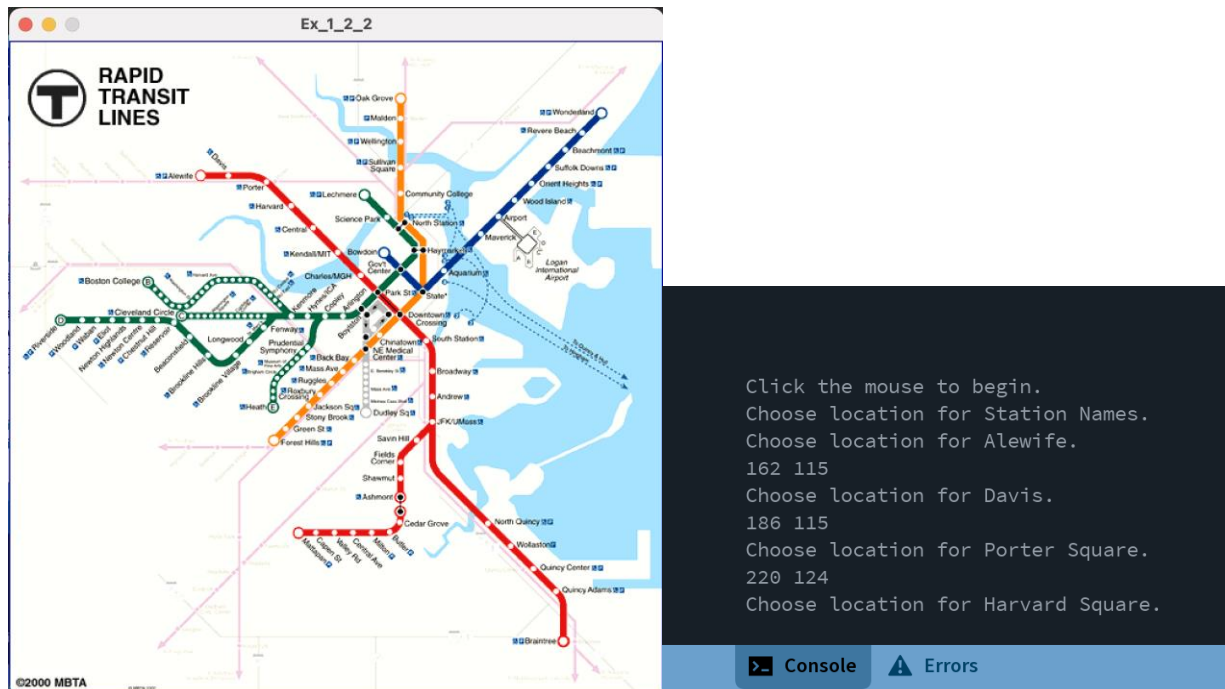 Ex_1_2_2
RAPID
TRANSIT
LINES
Oak Grove
Malden
Wellington
Sullivan
Square
Community College
Wonderland
Revere Beach
Beachmont
Suffolk Downs
Orient Heights
Wood Island
Airport
Maverick
Aquarium
Logan
International
Airport
Alewife
Davis
Porter
Harvard
Central
Kendall/MIT
Charles/MGH
Lechmere
Science Park
North Station
Haymarket
Bowdoin
Gov't
Center
Park St
State*
Downtown
Crossing
Boston College
B
Cleveland Circle
C
D
Riverside
Woodland
Waban
Eliot
Newton Highlands
Newton Centre
Chestnut Hill
Reservoir
Beaconsfield
Brookline Hills
Brookline Village
Longwood
Fenway
Kenmore
Hynes/ICA
Copley
Arlington
Boylston
Prudential
Symphony
Heath
E
Chinatown
NE Medical
Center
Back Bay
Mass Ave
Ruggles
Roxbury
Crossing
Jackson Sq
Stony Brook
Green St
Forest Hills
Dudley Sq
South Station
Broadway
Andrew
JFK/UMass
Savin Hill
Fields
Corner
Shawmut
Ashmont
Cedar Grove
Butler
Milton
Central Ave
Valley Rd
Capen St
Mattapan
North Quincy
Wollaston
Quincy Center
Quincy Adams
Braintree
©2000 MBTA
Click the mouse to begin.
Choose location for Station Names.
Choose location for Alewife.
162 115
Choose location for Davis.
186 115
Choose location for Porter Square.
220 124
Choose location for Harvard Square.
Console
Errors